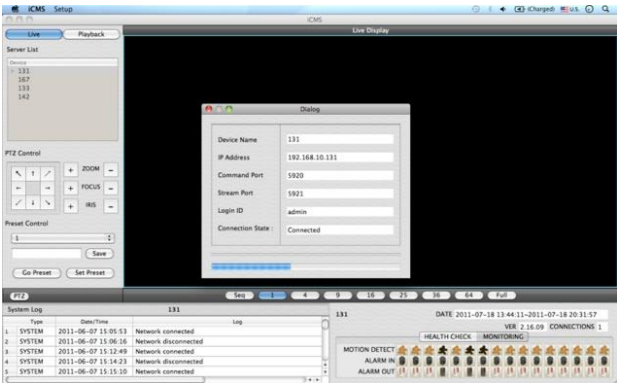 iCMS Setup (Charged) U.S.
iCMS
Live Playback
Live Display
Server List
Device
131
167
133
142
Dialog
Device Name 131
IP Address 192.168.10.131
Command Port 5920
Stream Port 5921
Login ID admin
Connection State : Connected
PTZ Control
+ ZOOM -
+ FOCUS -
+ IRIS -
Preset Control
1
Save
Go Preset Set Preset
PTZ
Seq 1 4 9 16 25 36 64 Full
System Log 131
Type Date/Time Log
1 SYSTEM 2011-06-07 15:05:53 Network connected
2 SYSTEM 2011-06-07 15:06:16 Network disconnected
3 SYSTEM 2011-06-07 15:12:49 Network connected
4 SYSTEM 2011-06-07 15:14:23 Network disconnected
5 SYSTEM 2011-06-07 15:15:10 Network connected
131 DATE 2011-07-18 13:44:11~2011-07-18 20:31:57
VER 2.16.09 CONNECTIONS 1
HEALTH CHECK MONITORING
MOTION DETECT
ALARM IN
ALARM OUT